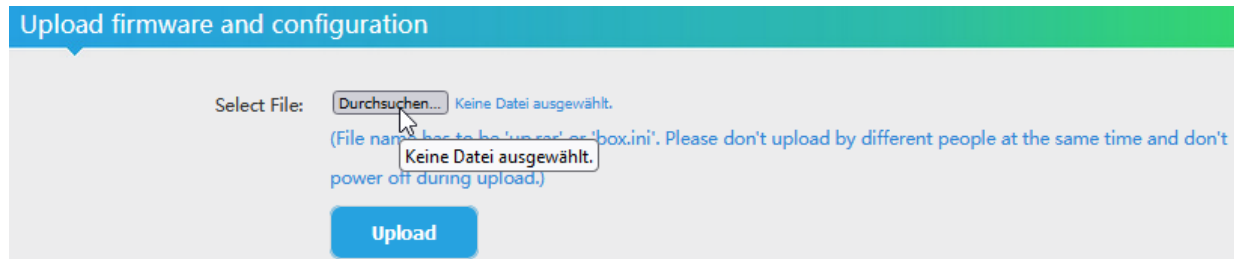 Upload firmware and configuration
Select File: Durchsuchen... Keine Datei ausgewählt.
(File name has to be 'up.rar' or 'box.ini'. Please don't upload by different people at the same time and don't
Keine Datei ausgewählt.
power off during upload.)
Upload